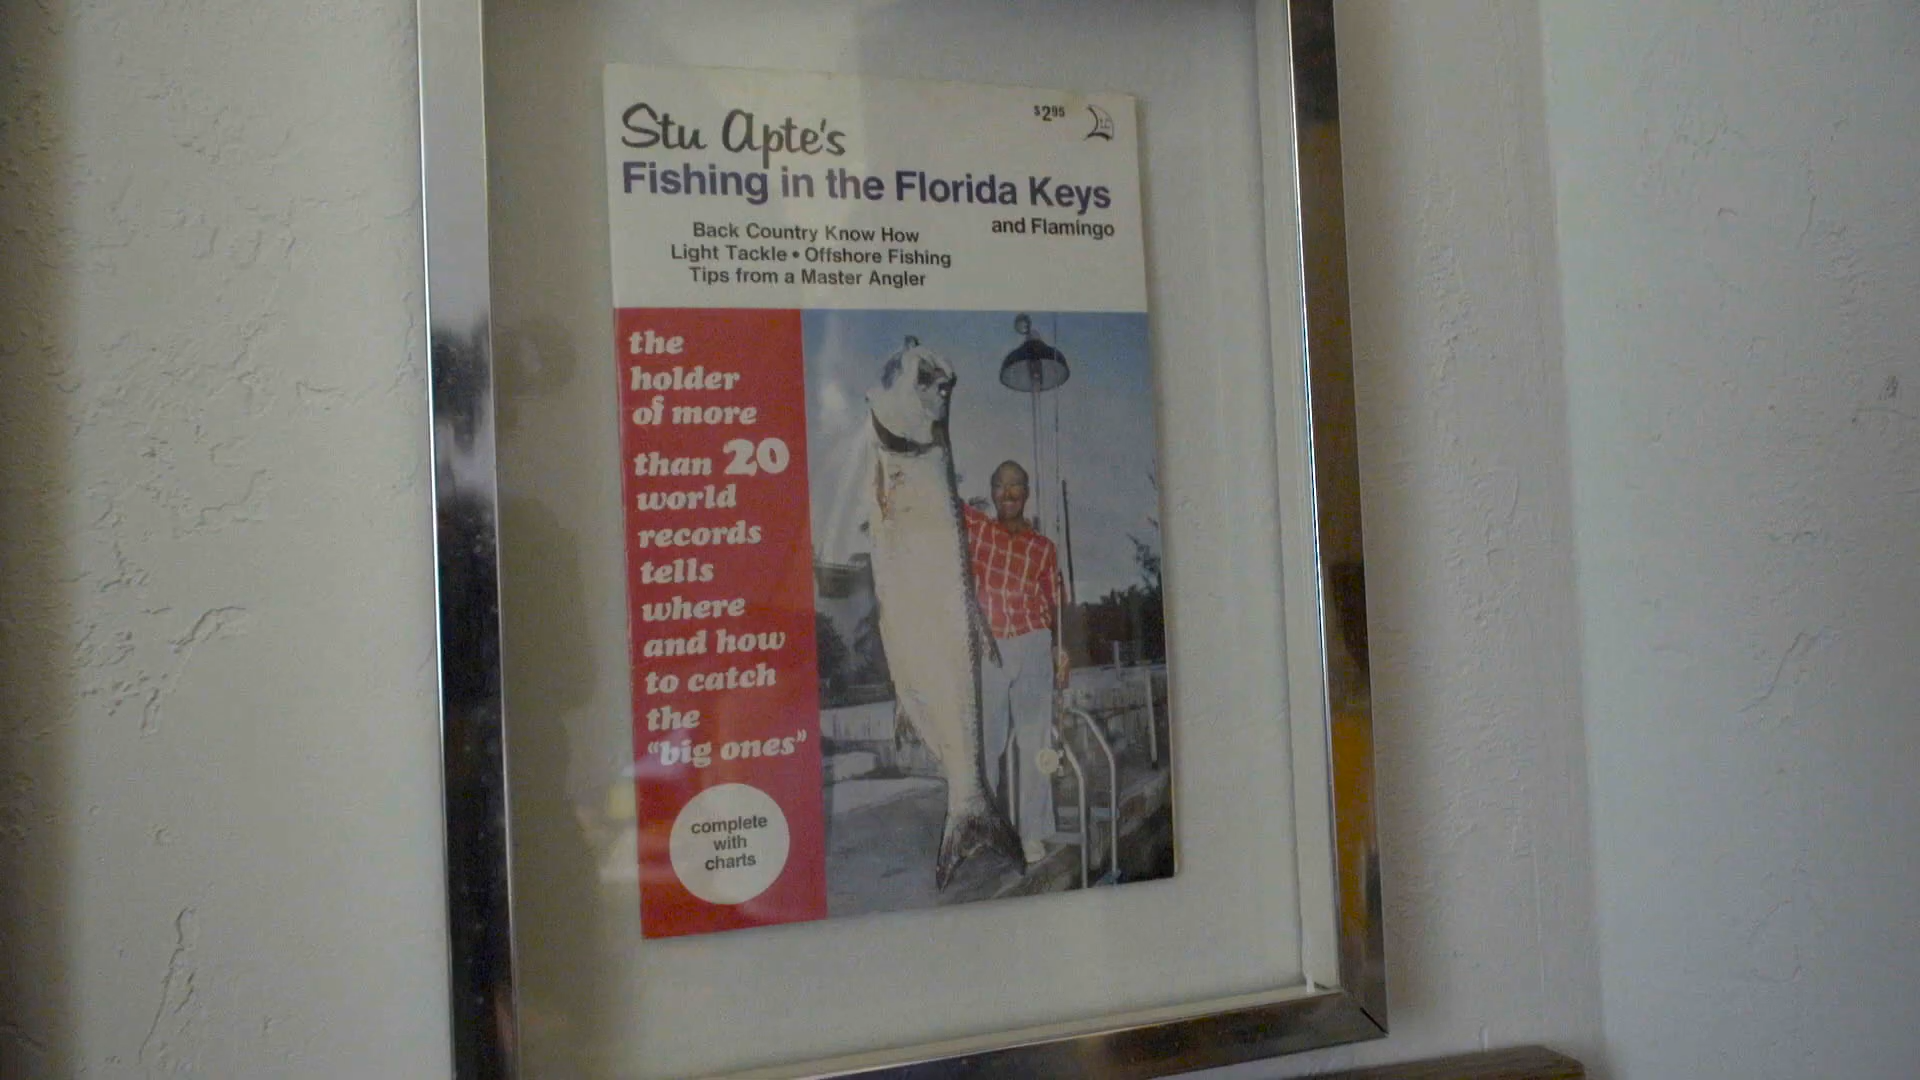 Stu Apte's
$2.95
Fishing in the Florida Keys
and Flamingo
Back Country Know How
Light Tackle • Offshore Fishing
Tips from a Master Angler
the
holder
of more
than 20
world
records
tells
where
and how
to catch
the
“big ones”
complete
with
charts